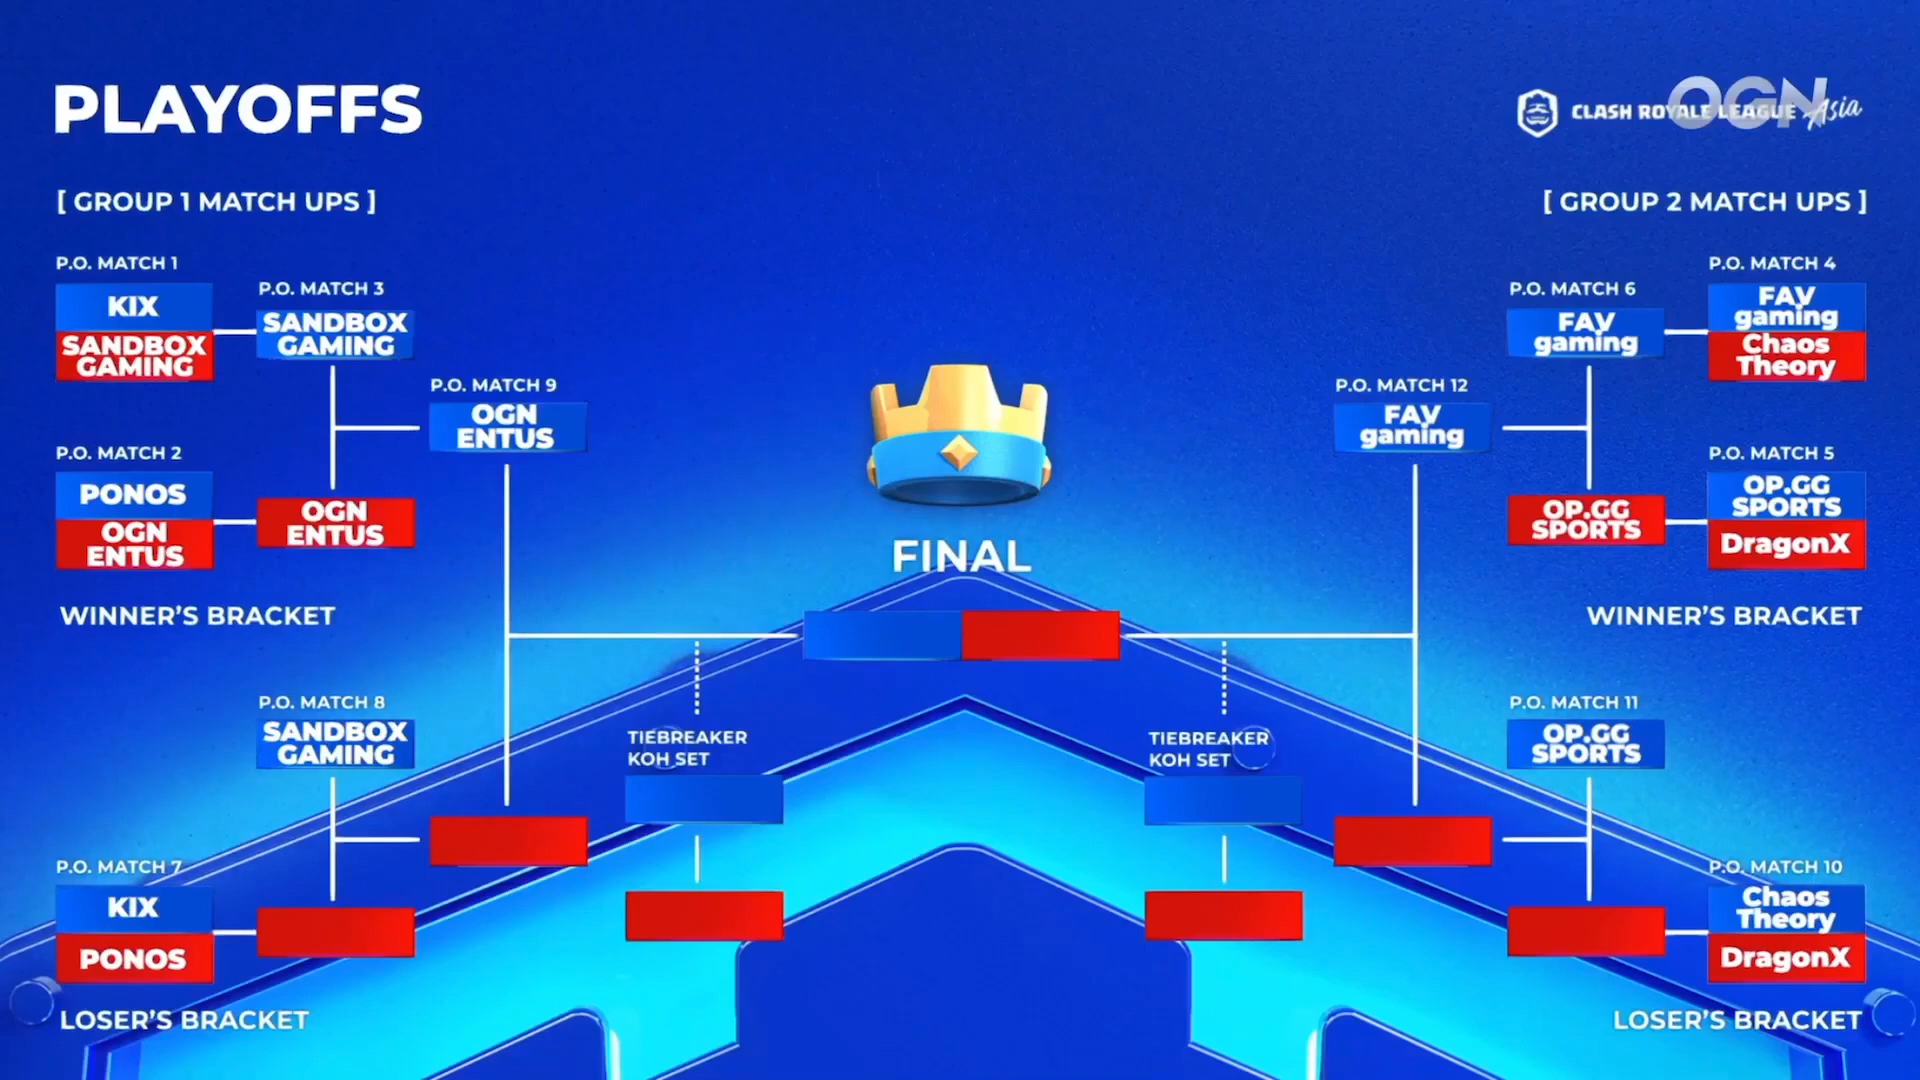 PLAYOFFS
OGN
CLASH ROYALE LEAGUE Asia
[ GROUP 1 MATCH UPS ]
[ GROUP 2 MATCH UPS ]
P.O. MATCH 1
KIX
SANDBOX
GAMING
P.O. MATCH 3
SANDBOX
GAMING
P.O. MATCH 9
OGN
ENTUS
P.O. MATCH 2
PONOS
OGN
ENTUS
OGN
ENTUS
WINNER'S BRACKET
P.O. MATCH 8
SANDBOX
GAMING
P.O. MATCH 7
KIX
PONOS
LOSER'S BRACKET
FINAL
TIEBREAKER
KOH SET
TIEBREAKER
KOH SET
P.O. MATCH 4
FAV
gaming
Chaos
Theory
P.O. MATCH 6
FAV
gaming
P.O. MATCH 12
FAV
gaming
P.O. MATCH 5
OP.GG
SPORTS
DragonX
OP.GG
SPORTS
WINNER'S BRACKET
P.O. MATCH 11
OP.GG
SPORTS
P.O. MATCH 10
Chaos
Theory
DragonX
LOSER'S BRACKET